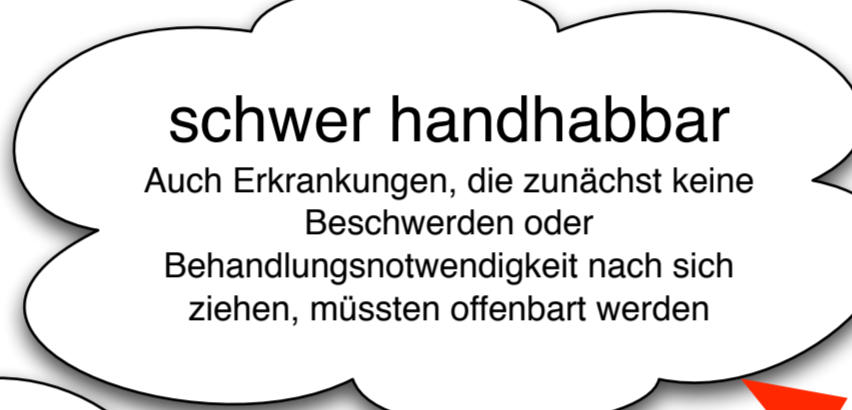 schwer handhabbar
Auch Erkrankungen, die zunächst keine
Beschwerden oder
Behandlungsnotwendigkeit nach sich
ziehen, müssten offenbart werden